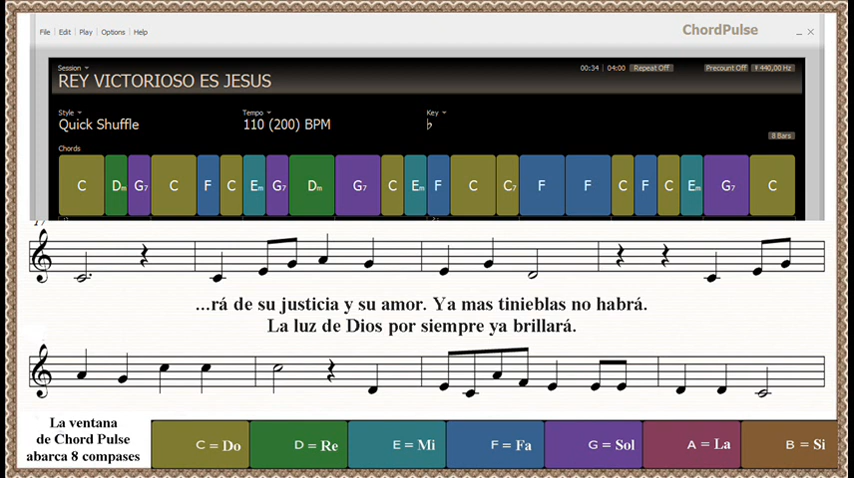 File Edit Play Options Help ChordPulse
Session
00:34 04:00 Repeat Off Precount Off 440,00 Hz
REY VICTORIOSO ES JESUS
Style Tempo Key
Quick Shuffle 110 (200) BPM ♭
8 Bars
Chords
C Dm G7 C F C Em G7 Dm G7 C Em F C C7 F F C F C Em G7 C
17
...rá de su justicia y su amor. Ya mas tinieblas no habrá.
La luz de Dios por siempre ya brillará.
La ventana
de Chord Pulse
abarca 8 compases
C = Do D = Re E = Mi F = Fa G = Sol A = La B = Si